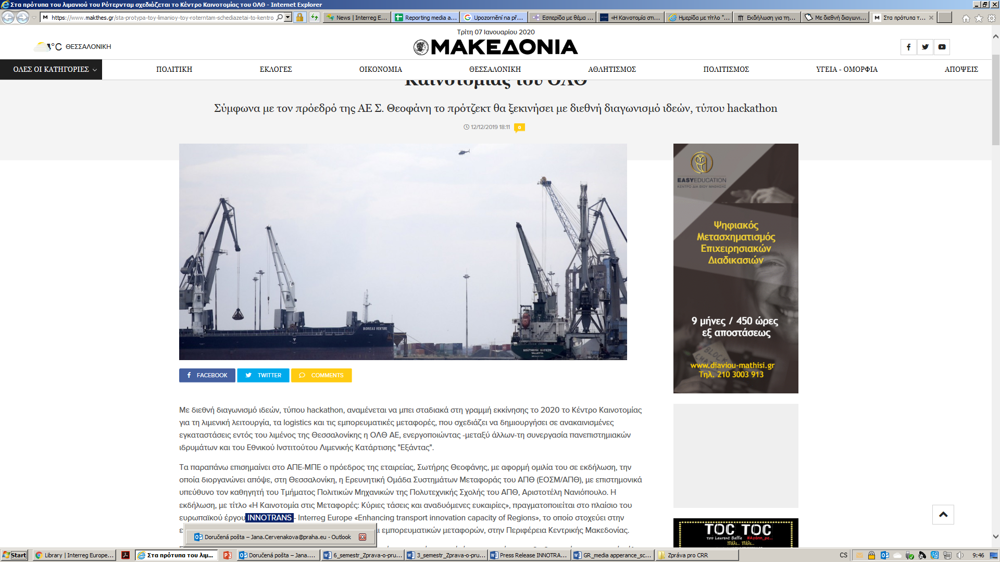 Στα πρότυπα του λιμανιού του Ρότερνταμ σχεδιάζεται το Κέντρο Καινοτομίας του ΟΛΘ - Internet Explorer
https://www.makthes.gr/sta-protypa-toy-limanioy-toy-roterntam-schediazetai-to-kentro
News | Interreg E...
Reporting media a...
Upozornění na př...
Εσπερίδα με θέμα ...
«Η Καινοτομία στι...
Ημερίδα με τίτλο "...
Εκδήλωση για τη...
Με διεθνή διαγωνι...
Στα πρότυπα τ...
Τρίτη 07 Ιανουαρίου 2020
°C ΘΕΣΣΑΛΟΝΙΚΗ
ΜΑΚΕΔΟΝΙΑ
ΟΛΕΣ ΟΙ ΚΑΤΗΓΟΡΙΕΣ
ΠΟΛΙΤΙΚΗ
ΕΚΛΟΓΕΣ
ΟΙΚΟΝΟΜΙΑ
ΘΕΣΣΑΛΟΝΙΚΗ
ΑΘΛΗΤΙΣΜΟΣ
ΠΟΛΙΤΙΣΜΟΣ
ΥΓΕΙΑ - ΟΜΟΡΦΙΑ
ΑΠΟΨΕΙΣ
Καινοτομίας του ΟΛΘ
Σύμφωνα με τον πρόεδρό της ΑΕ Σ. Θεοφάνη το πρότζεκτ θα ξεκινήσει με διεθνή διαγωνισμό ιδεών, τύπου hackathon
12/12/2019 18:11 0
BOREAS VENTURE
SOUTHERN BREEZE
VALLETTA
EASYEDUCATION
ΚΕΝΤΡΟ ΔΙΑ ΒΙΟΥ ΜΑΘΗΣΗΣ
Ψηφιακός
Μετασχηματισμός
Επιχειρησιακών
Διαδικασιών
9 μήνες / 450 ώρες
εξ αποστάσεως
BLOCK
CHA
www.diaviou-mathisi.gr
Τηλ. 210 3003 913
FACEBOOK
TWITTER
COMMENTS
Με διεθνή διαγωνισμό ιδεών, τύπου hackathon, αναμένεται να μπει σταδιακά στη γραμμή εκκίνησης το 2020 το Κέντρο Καινοτομίας
για τη λιμενική λειτουργία, τα logistics και τις εμπορευματικές μεταφορές, που σχεδιάζει να δημιουργήσει σε ανακαινισμένες
εγκαταστάσεις εντός του λιμένος της Θεσσαλονίκης η ΟΛΘ ΑΕ, ενεργοποιώντας -μεταξύ άλλων-τη συνεργασία πανεπιστημιακών
ιδρυμάτων και του Εθνικού Ινστιτούτου Λιμενικής Κατάρτισης "Εξάντας".
Τα παραπάνω επισημαίνει στο ΑΠΕ-ΜΠΕ ο πρόεδρος της εταιρείας, Σωτήρης Θεοφάνης, με αφορμή ομιλία του σε εκδήλωση, την
οποία διοργανώνει απόψε, στη Θεσσαλονίκη, η Ερευνητική Ομάδα Συστημάτων Μεταφοράς του ΑΠΘ (ΕΟΣΜ/ΑΠΘ), με επιστημονικά
υπεύθυνο τον καθηγητή του Τμήματος Πολιτικών Μηχανικών της Πολυτεχνικής Σχολής του ΑΠΘ, Αριστοτέλη Νανιόπουλο. Η
εκδήλωση, με τίτλο «Η Καινοτομία στις Μεταφορές: Κύριες τάσεις και αναδυόμενες ευκαιρίες», πραγματοποιείται στο πλαίσιο του
ευρωπαϊκού έργου INNOTRANS - Interreg Europe «Enhancing transport innovation capacity of Regions», το οποίο στοχεύει στην
εμπορευματικών μεταφορών, στην Περιφέρεια Κεντρικής Μακεδονίας.
TOC TOC
του Laurent Baffie
Πάλι... Πάλι...
Doručená pošta – Jana.Cervenakova@praha.eu - Outlook
Start
Library | Interreg Europe...
Στα πρότυπα του λιμ...
Doručená pošta – Jana....
6_semestr_Zprava-o-pru...
3_semestr_Zprava-o-pru...
Press Release INNOTRA...
GR_media apperance_sc...
Zpráva pro CRR
CS
9:46